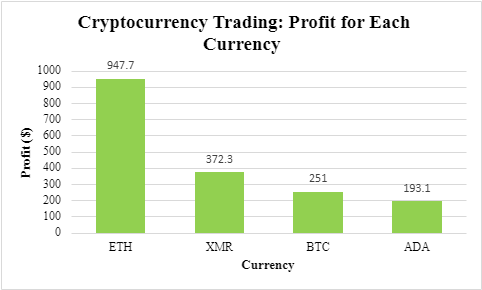 Cryptocurrency Trading: Profit for Each
Currency
Profit ($)
1000
900
800
700
600
500
400
300
200
100
0
947.7
372.3
251
193.1
ETH
XMR
BTC
ADA
Currency